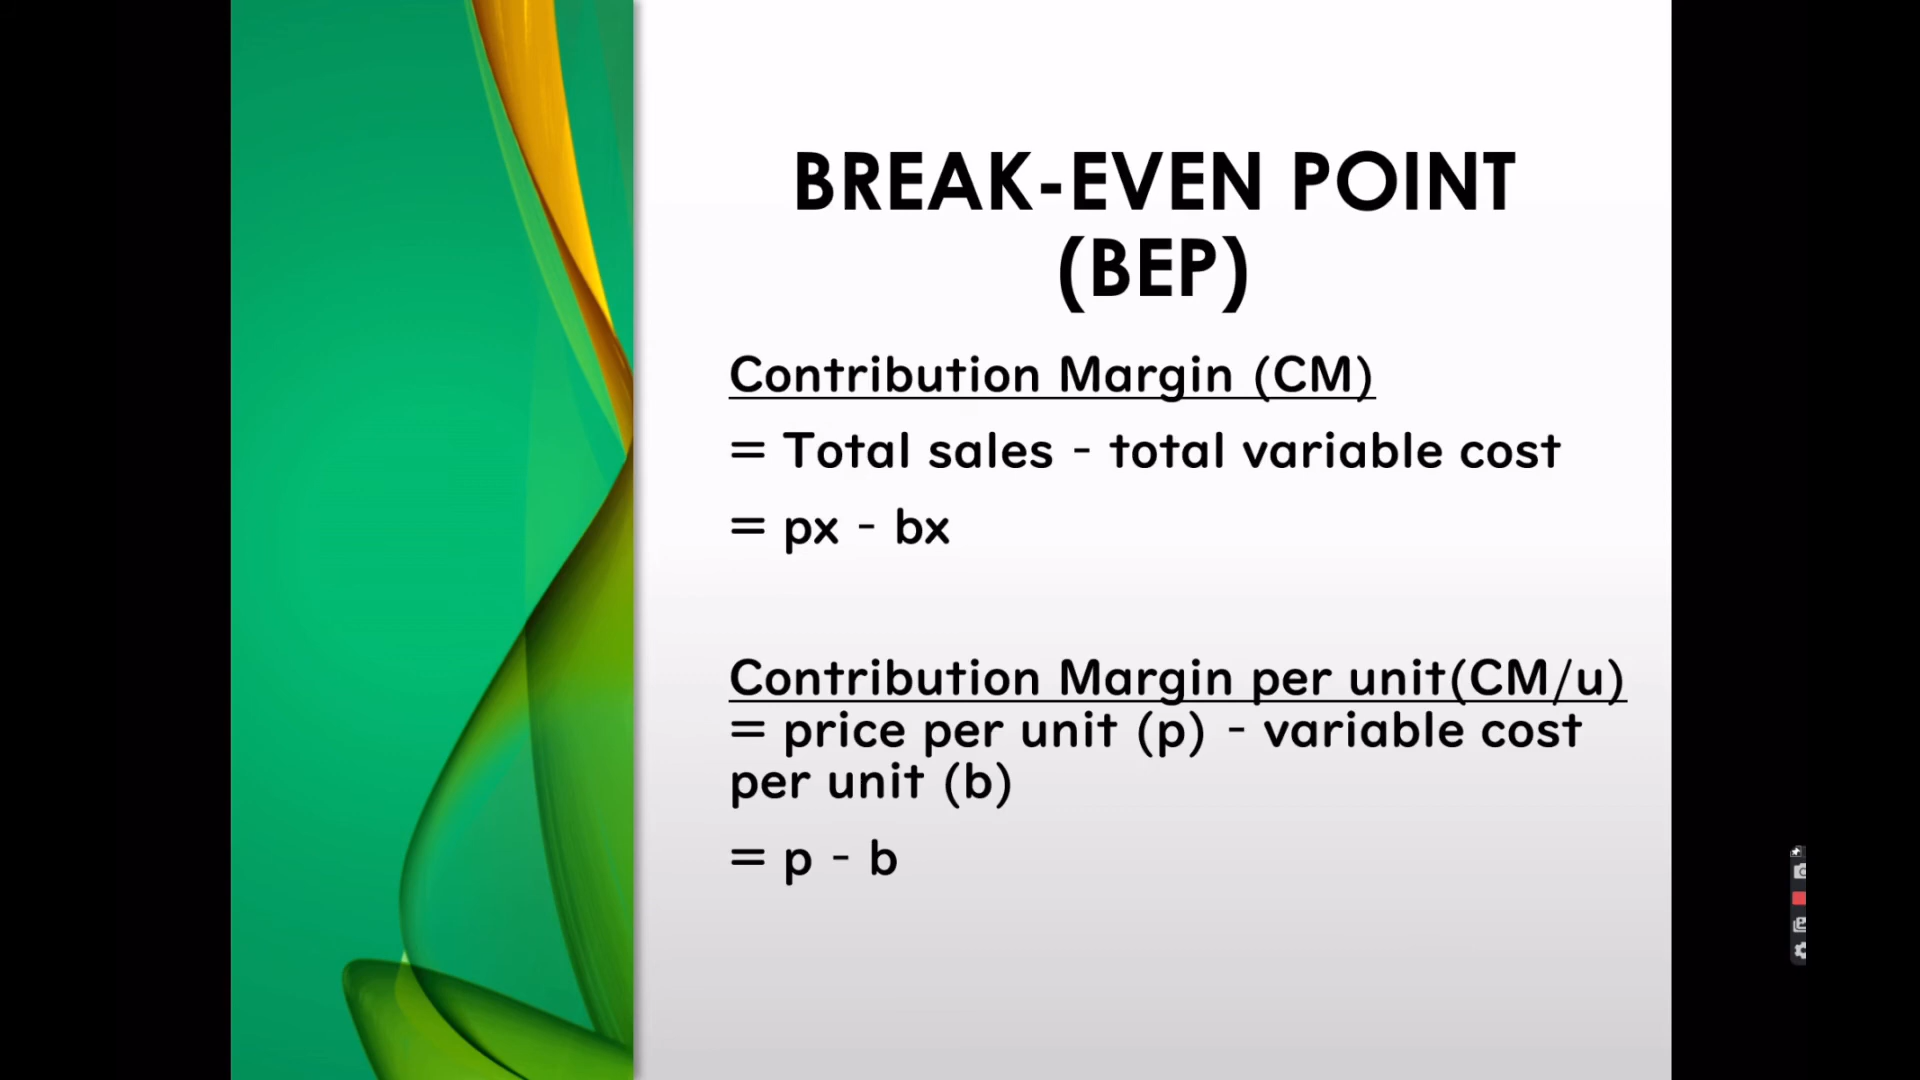 BREAK-EVEN POINT
(BEP)
Contribution Margin (CM)
= Total sales - total variable cost
= px - bx
Contribution Margin per unit(CM/u)
= price per unit (p) - variable cost
per unit (b)
= p - b